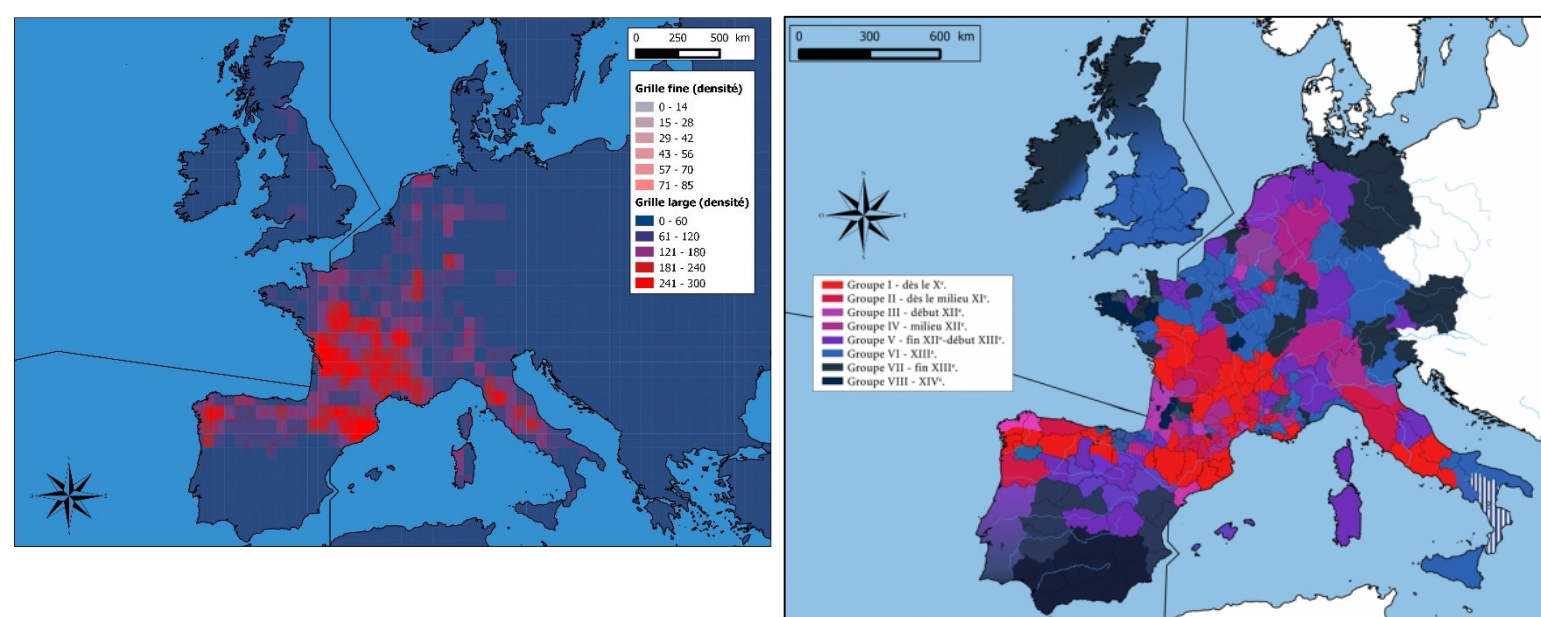 0 250 500 km
Grille fine (densité)
0 - 14
15 - 28
29 - 42
43 - 56
57 - 70
71 - 85
Grille large (densité)
0 - 60
61 - 120
121 - 180
181 - 240
241 - 300
0 300 600 km
N
O E
S
Groupe I - dès le Xe.
Groupe II - dès le milieu XIe.
Groupe III - début XIIe.
Groupe IV - milieu XIIe.
Groupe V - fin XIIe-début XIIIe.
Groupe VI - XIIIe.
Groupe VII - fin XIIIe.
Groupe VIII - XIVe.